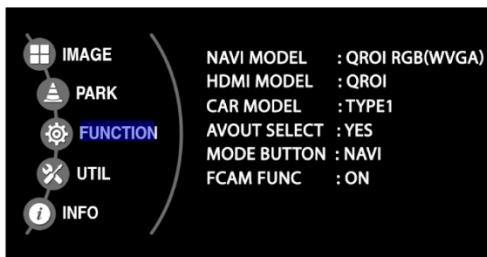 IMAGE
PARK
FUNCTION
UTIL
i INFO
NAVI MODEL : QROI RGB(WVGA)
HDMI MODEL : QROI
CAR MODEL : TYPE1
AVOUT SELECT : YES
MODE BUTTON : NAVI
FCAM FUNC : ON